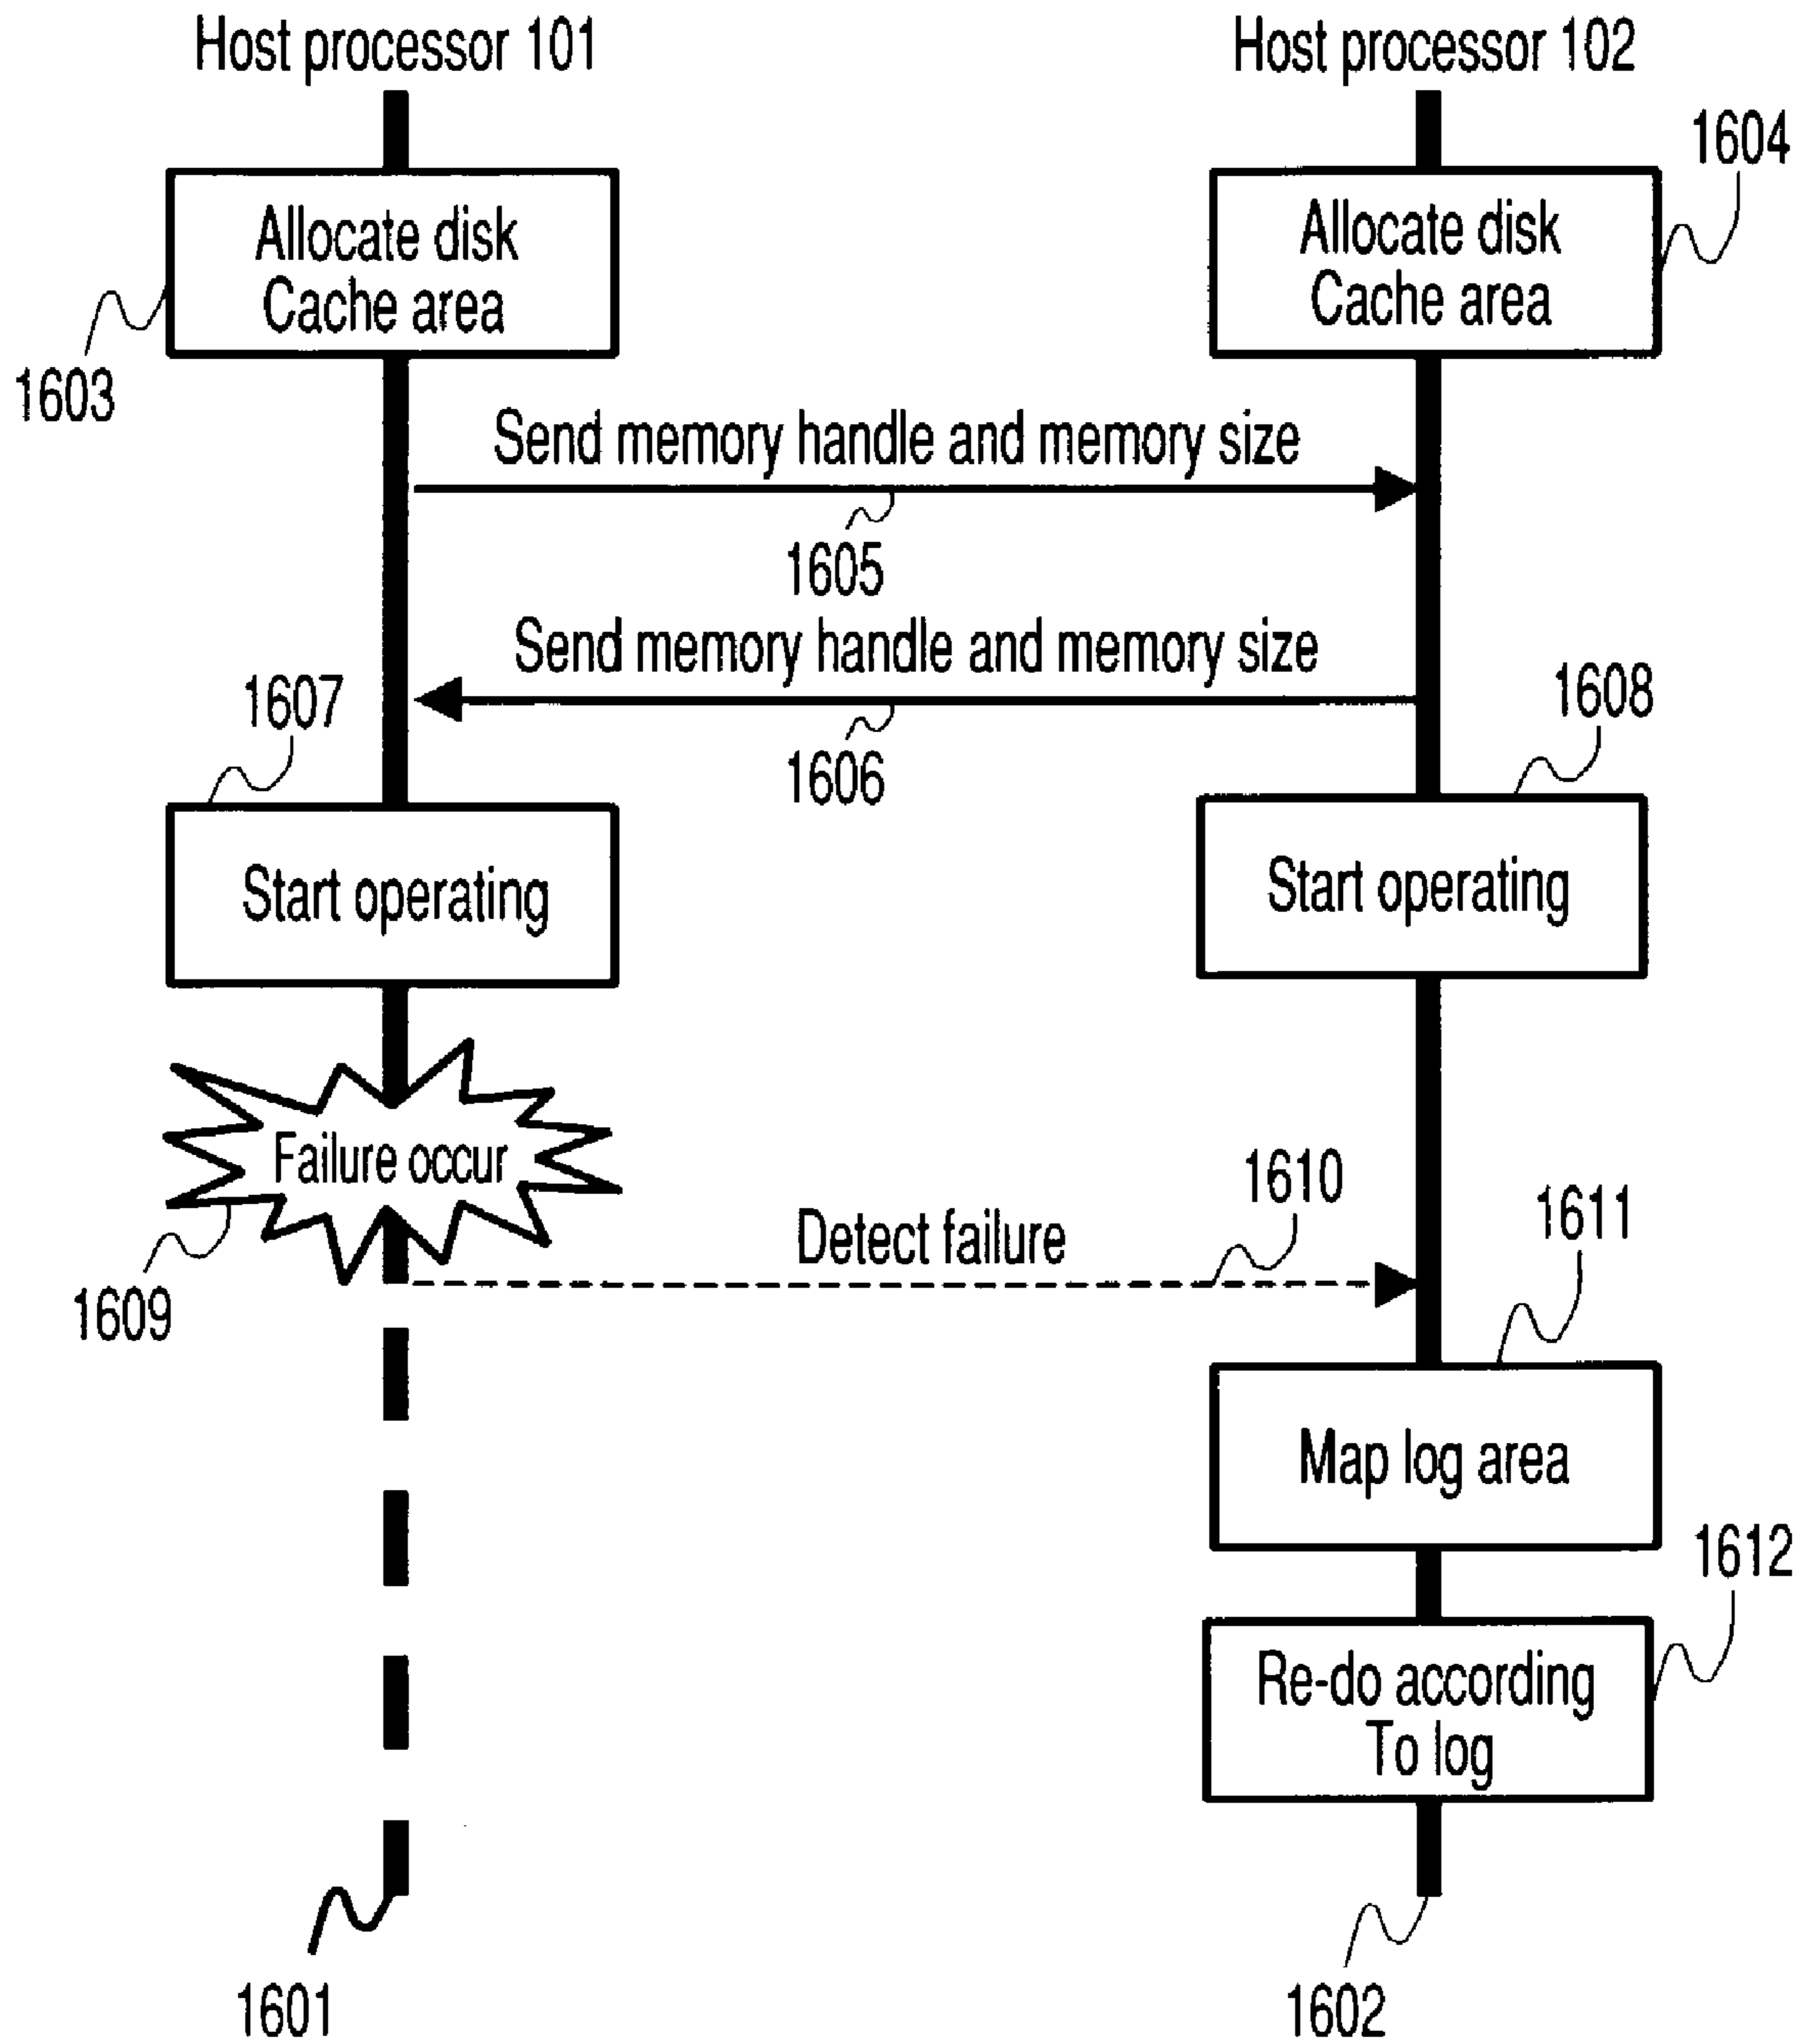 Host processor 101
Host processor 102
1604
Allocate disk
Cache area
Allocate disk
Cache area
1603
Send memory handle and memory size
1605
Send memory handle and memory size
1606
1607
1608
Start operating
Start operating
Failure occur
1609
Detect failure
1610
1611
Map log area
1612
Re-do according
To log
1601
1602